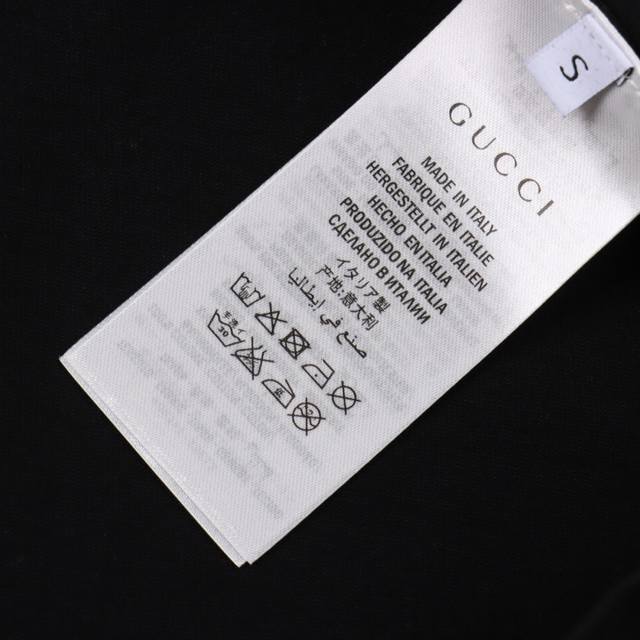 S
GUCCI
MADE IN ITALY
FABRIQUE EN ITALIE
HERGESTELLT IN ITALIEN
HECHO EN ITALIA
PRODUZIDO NA ITALIA
СДЕЛАНО В ИТАЛИИ
イタリア製
产地:意大利
صنع في إيطاليا